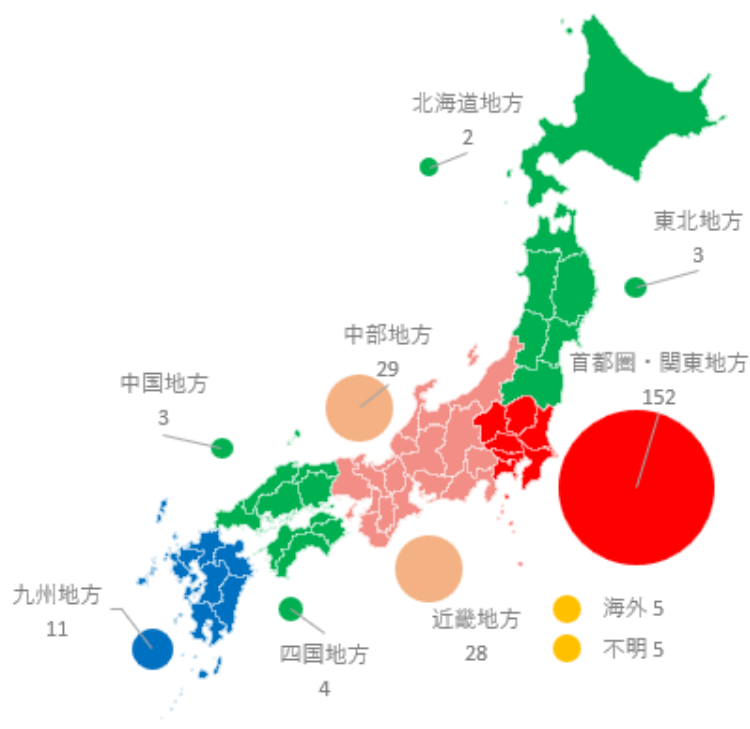 北海道地方
2
東北地方
3
中部地方
29
首都圏・関東地方
152
中国地方
3
九州地方
11
四国地方
4
近畿地方
28
海外 5
不明 5